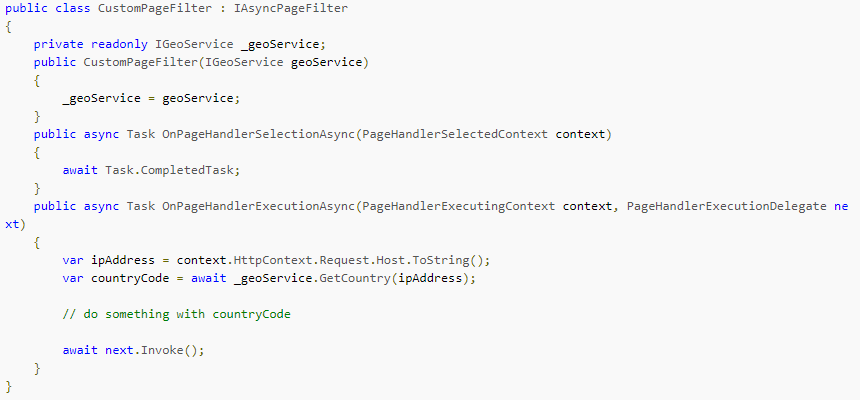 public class CustomPageFilter : IAsyncPageFilter
{
    private readonly IGeoService _geoService;
    public CustomPageFilter(IGeoService geoService)
    {
        _geoService = geoService;
    }
    public async Task OnPageHandlerSelectionAsync(PageHandlerSelectedContext context)
    {
        await Task.CompletedTask;
    }
    public async Task OnPageHandlerExecutionAsync(PageHandlerExecutingContext context, PageHandlerExecutionDelegate ne
xt)
    {
        var ipAddress = context.HttpContext.Request.Host.ToString();
        var countryCode = await _geoService.GetCountry(ipAddress);

        // do something with countryCode

        await next.Invoke();
    }
}